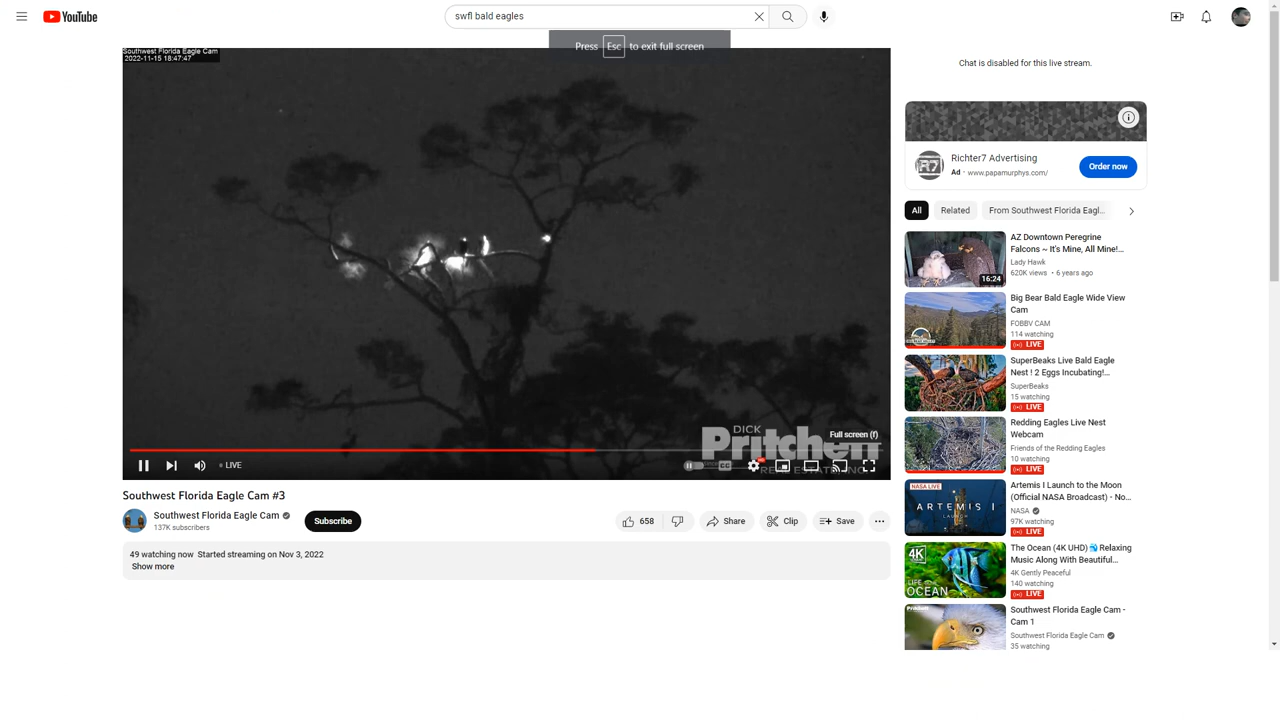 YouTube
swfl bald eagles
Press Esc to exit full screen
Southwest Florida Eagle Cam
2022-11-15 18:47:47
DICK
Pritchett
REAL ESTATE
Full screen (f)
LIVE
Southwest Florida Eagle Cam #3
Southwest Florida Eagle Cam
137K subscribers
Subscribe
658
Share
Clip
Save
49 watching now Started streaming on Nov 3, 2022
Show more
Chat is disabled for this live stream.
Richter7 Advertising
Ad · www.papamurphys.com/
Order now
All
Related
From Southwest Florida Eagl...
16:24
AZ Downtown Peregrine
Falcons ~ It's Mine, All Mine!...
Lady Hawk
620K views • 6 years ago
Big Bear Bald Eagle Wide View
Cam
FOBBV CAM
114 watching
LIVE
SuperBeaks Live Bald Eagle
Nest ! 2 Eggs Incubating!...
SuperBeaks
15 watching
LIVE
Redding Eagles Live Nest
Webcam
Friends of the Redding Eagles
10 watching
LIVE
NASA LIVE
ARTEMIS I
LAUNCH
Artemis I Launch to the Moon
(Official NASA Broadcast) - No...
NASA
97K watching
LIVE
4K
LIFE
OCEAN
The Ocean (4K UHD) Relaxing
Music Along With Beautiful...
4K Gently Peaceful
140 watching
LIVE
Pritchett
Southwest Florida Eagle Cam -
Cam 1
Southwest Florida Eagle Cam
35 watching